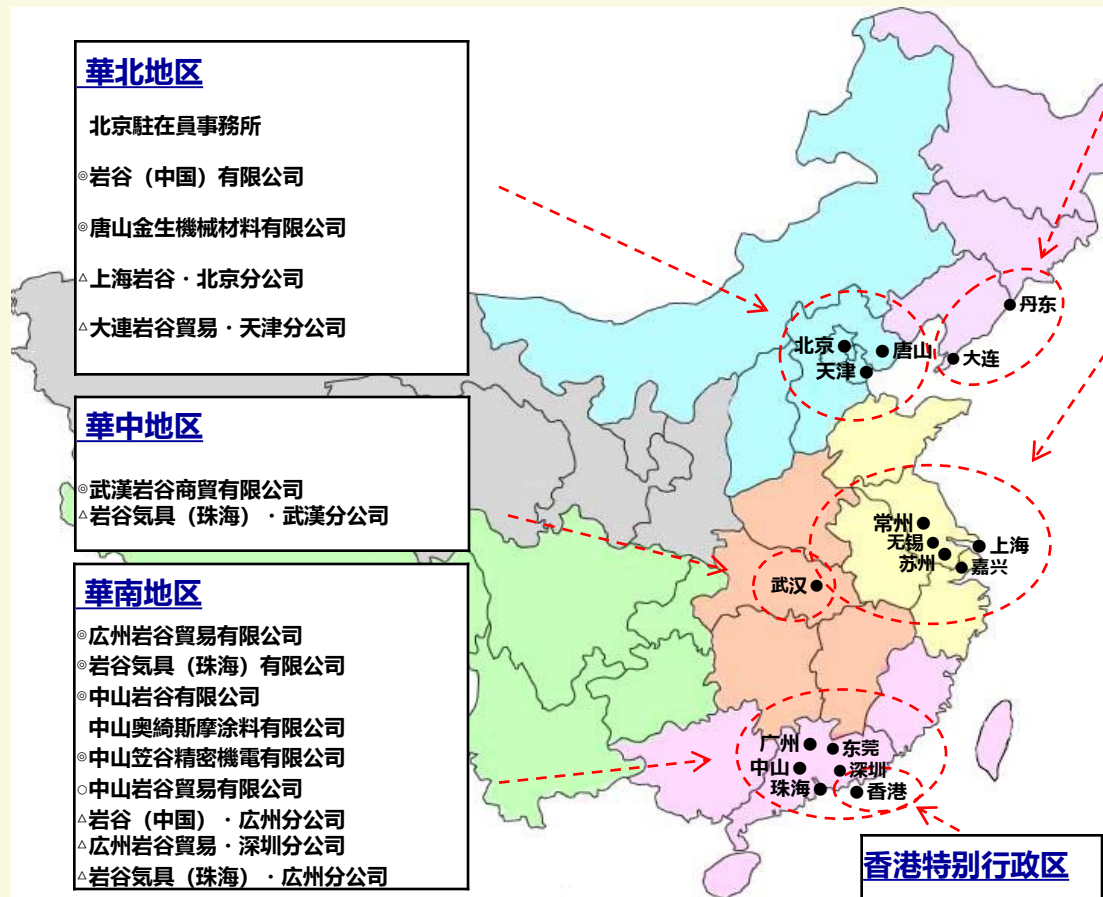 華北地区
北京駐在員事務所
◎岩谷（中国）有限公司
◎唐山金生機械材料有限公司
△上海岩谷・北京分公司
△大連岩谷貿易・天津分公司
華中地区
◎武漢岩谷商貿有限公司
△岩谷気具（珠海）・武漢分公司
華南地区
◎広州岩谷貿易有限公司
◎岩谷気具（珠海）有限公司
◎中山岩谷有限公司
中山奥綺斯摩涂料有限公司
◎中山笠谷精密機電有限公司
○中山岩谷貿易有限公司
△岩谷（中国）・広州分公司
△広州岩谷貿易・深圳分公司
△岩谷気具（珠海）・広州分公司
丹东
北京
唐山
大连
天津
常州
无锡
上海
苏州
嘉兴
武汉
广州
东莞
中山
深圳
珠海
香港
香港特别行政区